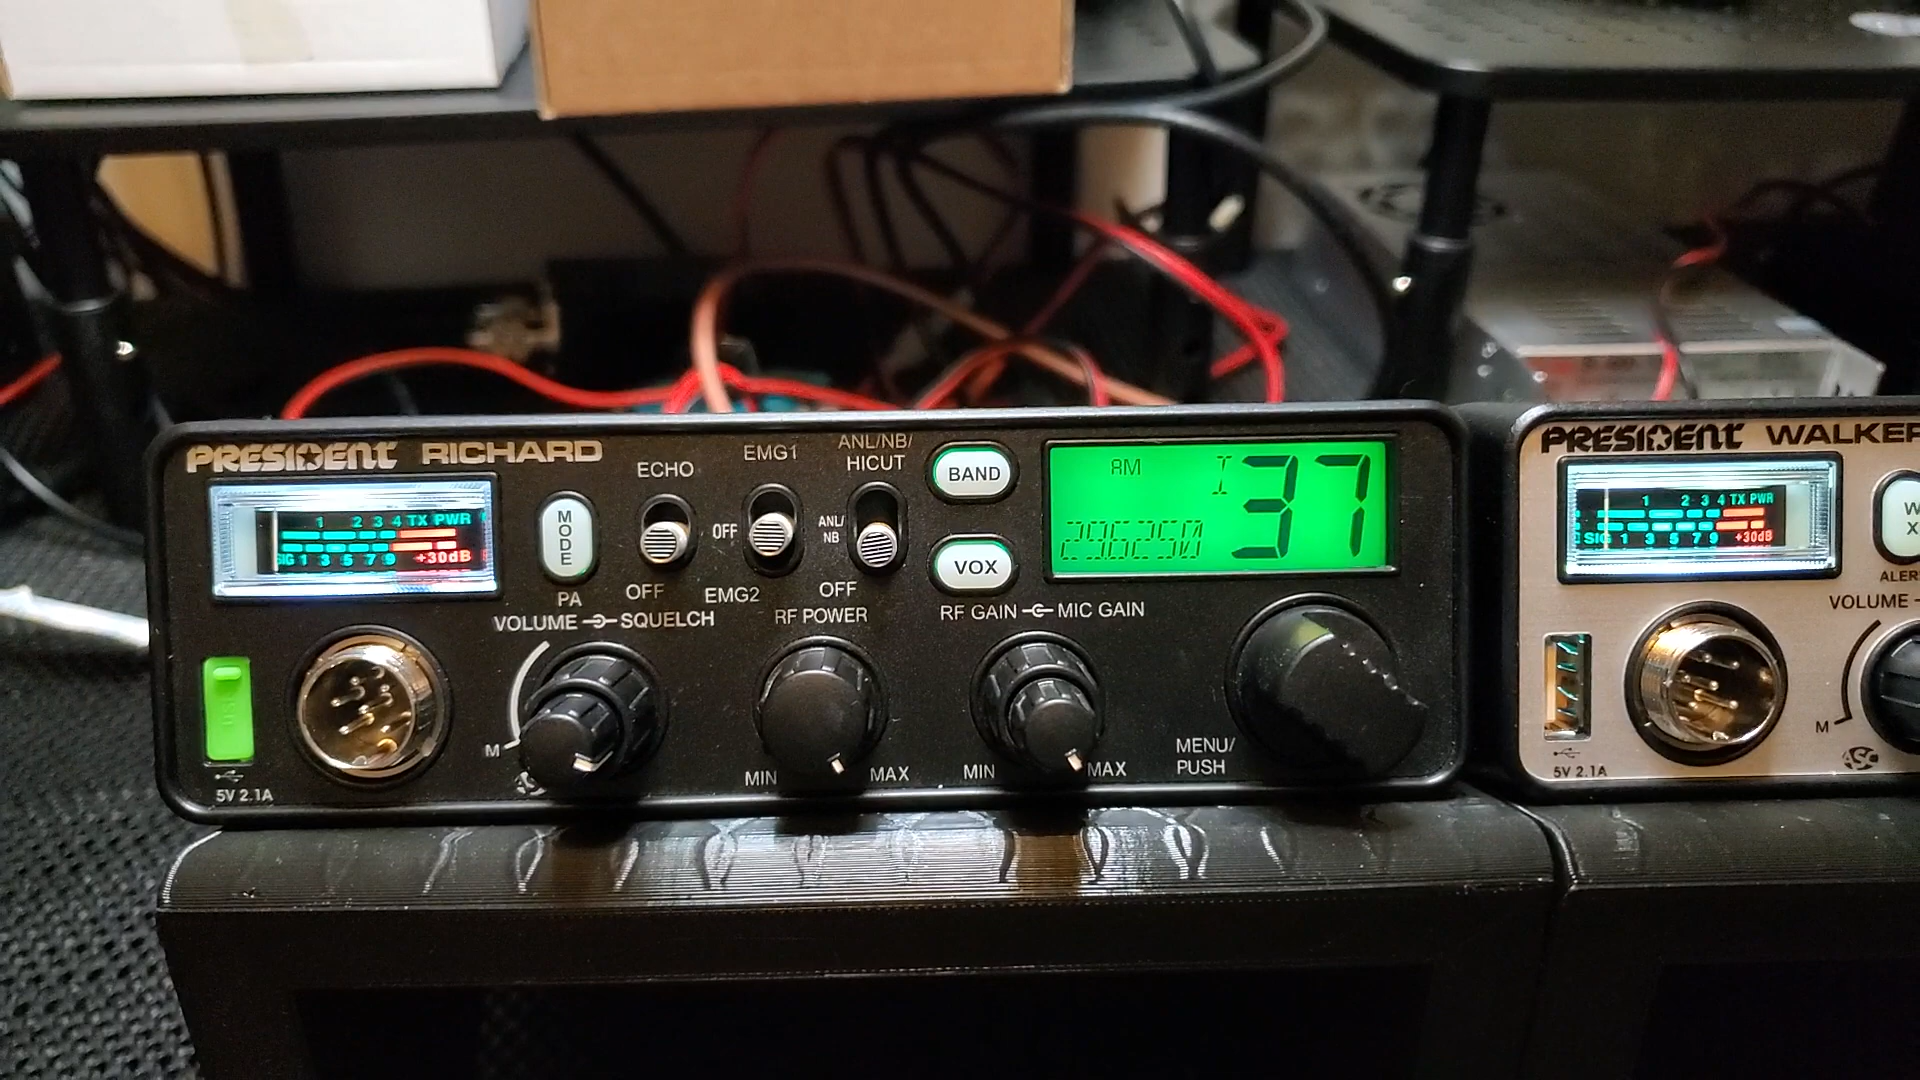 PRESIDENT RICHARD
1 2 3 4 TX PWR
SIG 1 3 5 7 9 +30dB
MODE
PA
ECHO
OFF
EMG1
OFF
EMG2
ANL/NB/
HICUT
ANL/
NB
OFF
BAND
VOX
AM
37
296250
VOLUME SQUELCH
M
RF POWER
MIN MAX
RF GAIN MIC GAIN
MIN MAX
MENU/
PUSH
USB
5V 2.1A
PRESIDENT WALKER
1 2 3 4 TX PWR
SIG 1 3 5 7 9 +30dB
W
X
ALER
VOLUME
M
5V 2.1A